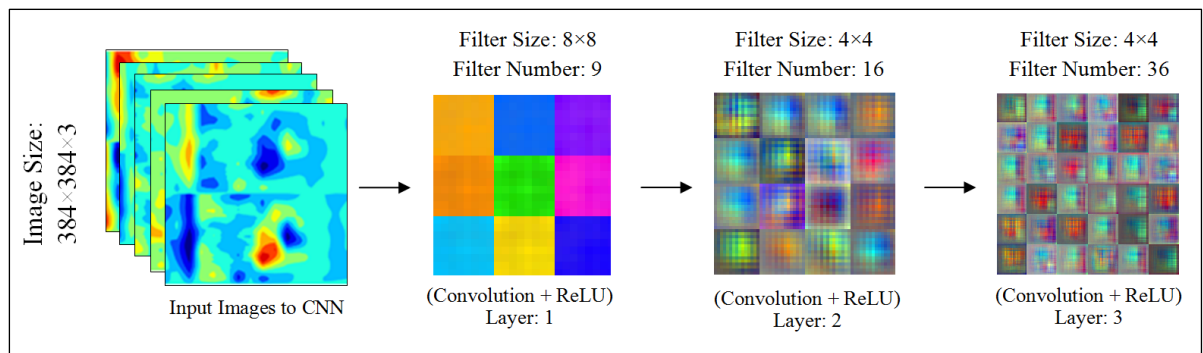 Image Size:
384×384×3
Input Images to CNN
Filter Size: 8×8
Filter Number: 9
(Convolution + ReLU)
Layer: 1
Filter Size: 4×4
Filter Number: 16
(Convolution + ReLU)
Layer: 2
Filter Size: 4×4
Filter Number: 36
(Convolution + ReLU)
Layer: 3